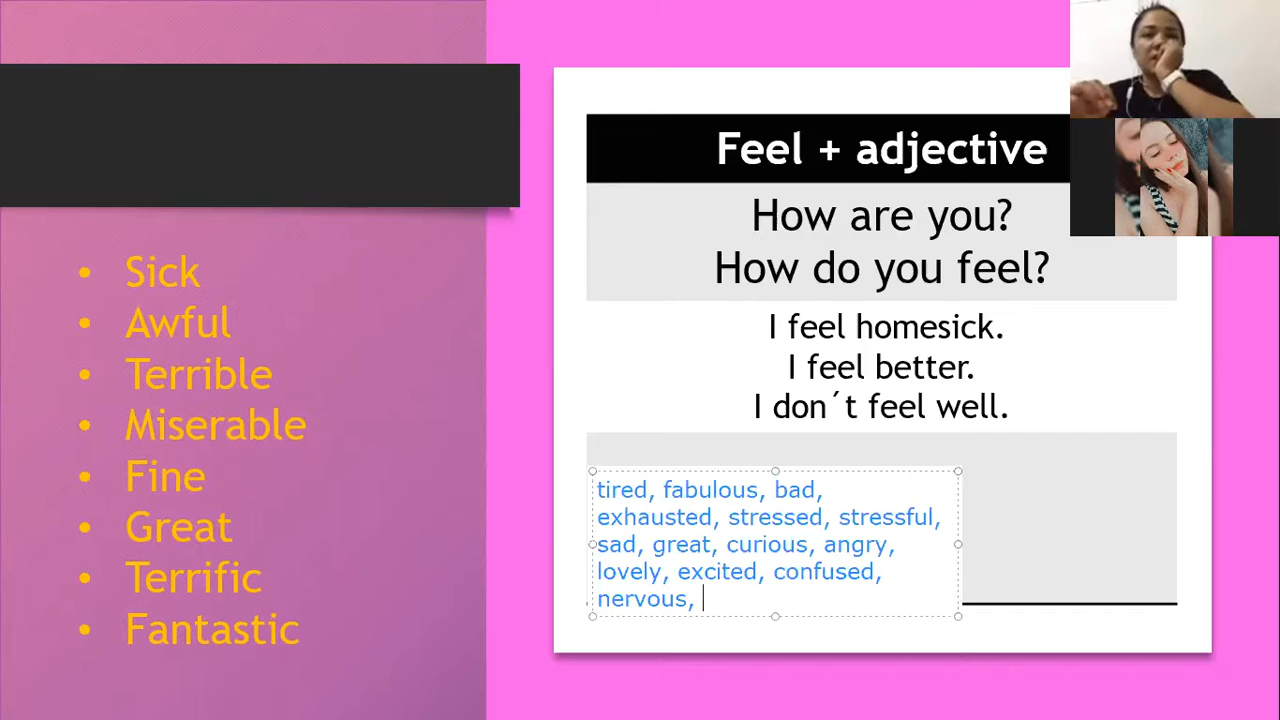 Sick
Awful
Terrible
Miserable
Fine
Great
Terrific
Fantastic
Feel + adjective
How are you?
How do you feel?
I feel homesick.
I feel better.
I don´t feel well.
tired, fabulous, bad,
exhausted, stressed, stressful,
sad, great, curious, angry,
lovely, excited, confused,
nervous,